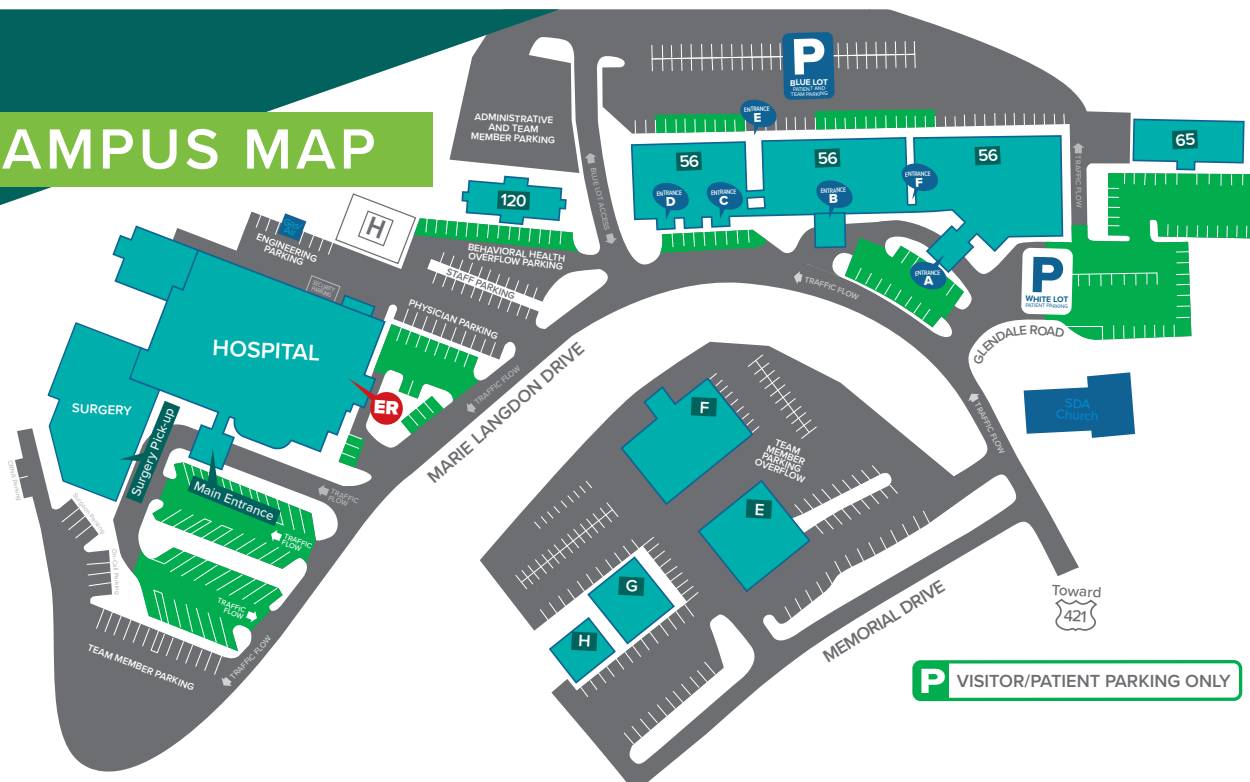 AMPUS MAP
P
BLUE LOT
PATIENT AND
TEAM PARKING
ADMINISTRATIVE
AND TEAM
MEMBER PARKING
ENTRANCE
E
56
56
56
65
ENTRANCE
D
ENTRANCE
C
ENTRANCE
B
ENTRANCE
F
ENTRANCE
A
120
BLUE LOT ACCESS
TRAFFIC FLOW
H
ENGINEERING
PARKING
SECURITY
PARKING
BEHAVIORAL HEALTH
OVERFLOW PARKING
STAFF PARKING
PHYSICIAN PARKING
TRAFFIC FLOW
P
WHITE LOT
PATIENT PARKING
GLENDALE ROAD
SDA
Church
TRAFFIC FLOW
HOSPITAL
SURGERY
ER
TRAFFIC FLOW
MARIE LANGDON DRIVE
Surgery Pick-up
Main Entrance
TRAFFIC
FLOW
TRAFFIC
FLOW
TRAFFIC
FLOW
TRAFFIC FLOW
On Call Parking
TEAM MEMBER PARKING
F
TEAM
MEMBER
PARKING
OVERFLOW
E
G
H
MEMORIAL DRIVE
Toward
421
P VISITOR/PATIENT PARKING ONLY